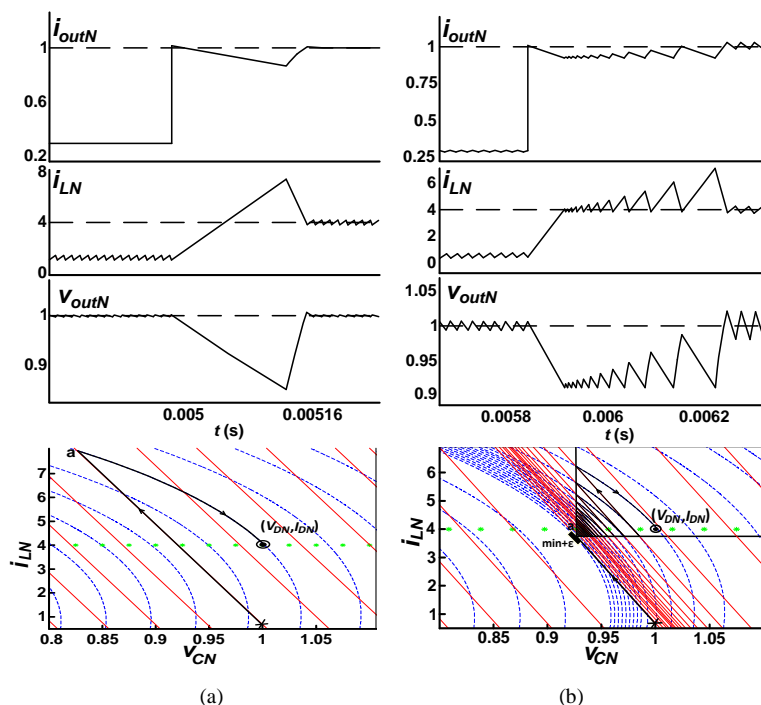 i_outN
1
0.6
0.2
i_LN
8
4
0
v_outN
1
0.9
0.005
0.00516
t (s)
a
(V_DN,I_DN)
i_LN
7
6
5
4
3
2
1
0.8
0.85
0.9
0.95
1
1.05
v_CN
(a)
i_outN
1
0.75
0.5
0.25
i_LN
6
4
2
0
v_outN
1.05
1
0.95
0.9
0.0058
0.006
0.0062
t (s)
a
min+ε
(V_DN,I_DN)
i_LN
6
5
4
3
2
1
0.85
0.9
0.95
1
1.05
v_CN
(b)